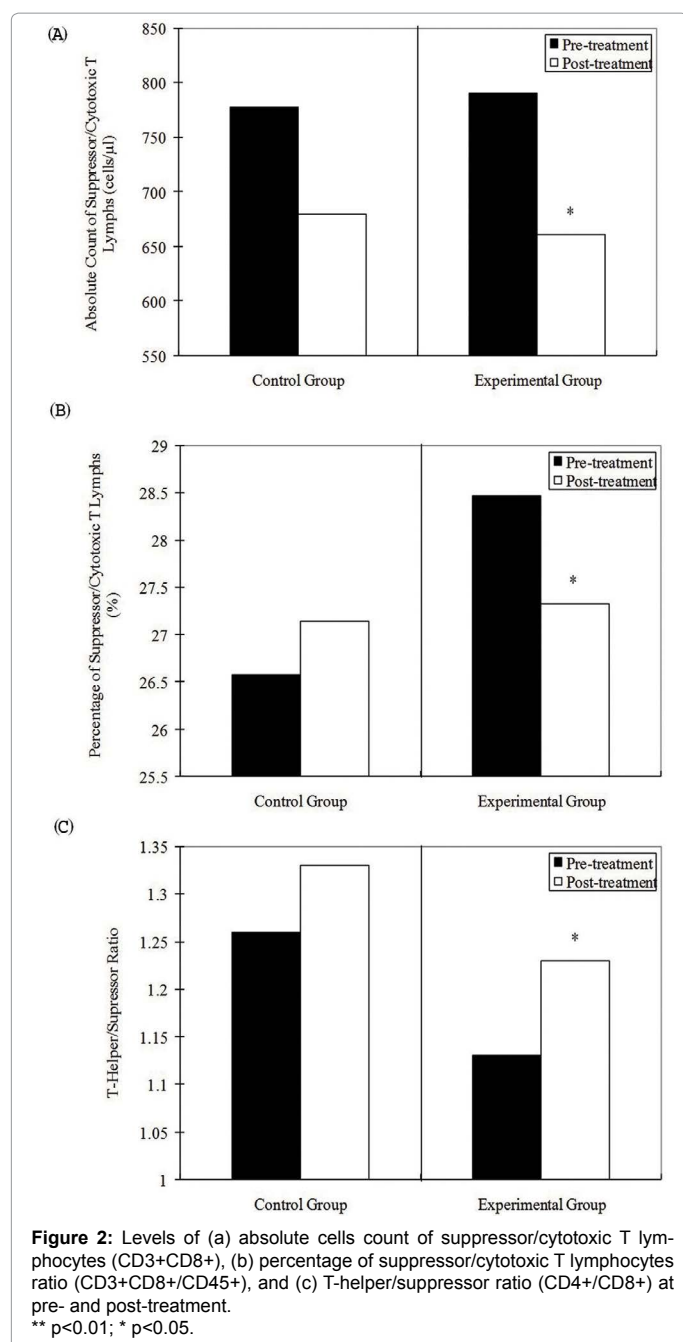 (A)
850
800
750
700
650
600
550
Absolute Count of Suppressor/Cytotoxic T
Lymphs (cells/µl)
Pre-treatment
Post-treatment
*
Control Group
Experimental Group
(B)
29
28.5
28
27.5
27
26.5
26
25.5
Percentage of Suppressor/Cytotoxic T Lymphs
(%)
Pre-treatment
Post-treatment
*
Control Group
Experimental Group
(C)
1.35
1.3
1.25
1.2
1.15
1.1
1.05
1
T-Helper/Supressor Ratio
Pre-treatment
Post-treatment
*
Control Group
Experimental Group
Figure 2: Levels of (a) absolute cells count of suppressor/cytotoxic T lym-
phocytes (CD3+CD8+), (b) percentage of suppressor/cytotoxic T lymphocytes
ratio (CD3+CD8+/CD45+), and (c) T-helper/suppressor ratio (CD4+/CD8+) at
pre- and post-treatment.
** p<0.01; * p<0.05.